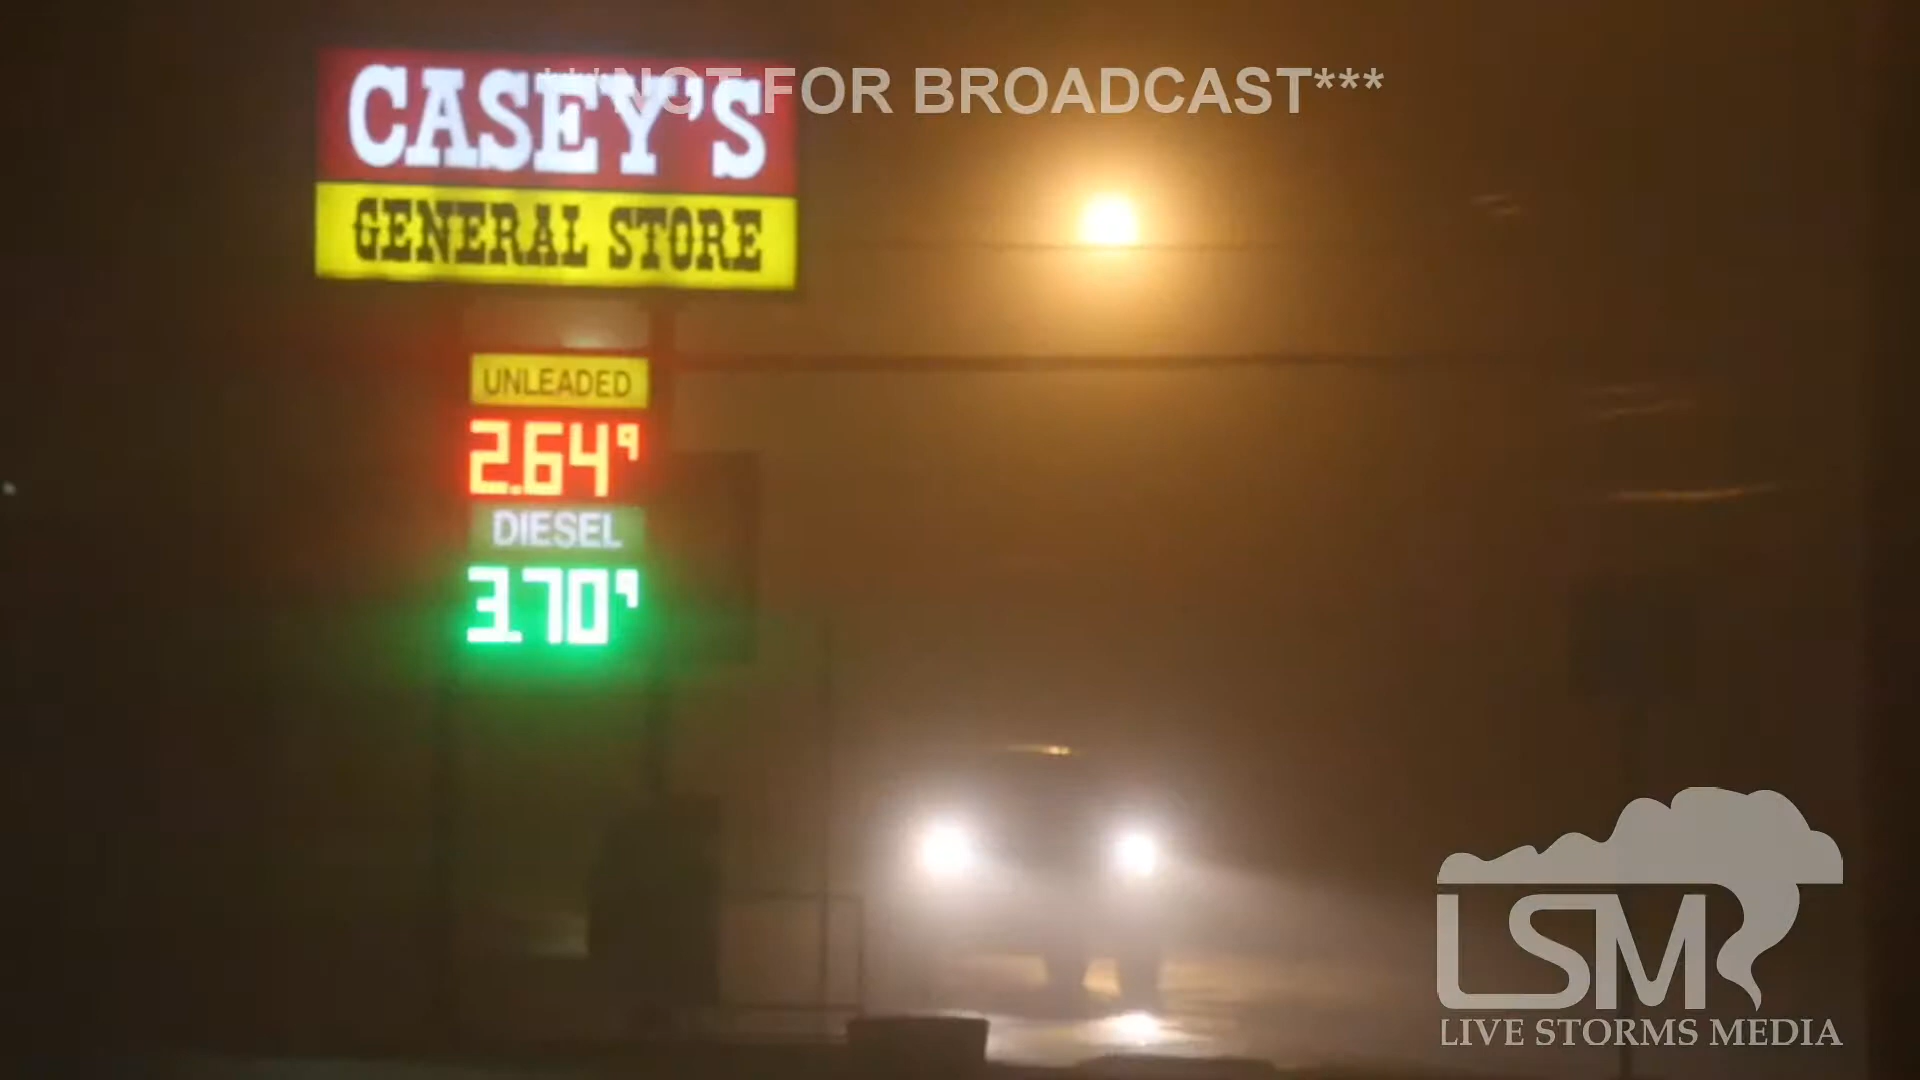 ***NOT FOR BROADCAST***
CASEY'S
GENERAL STORE
UNLEADED
2.649
DIESEL
3.709
LSM
LIVE STORMS MEDIA